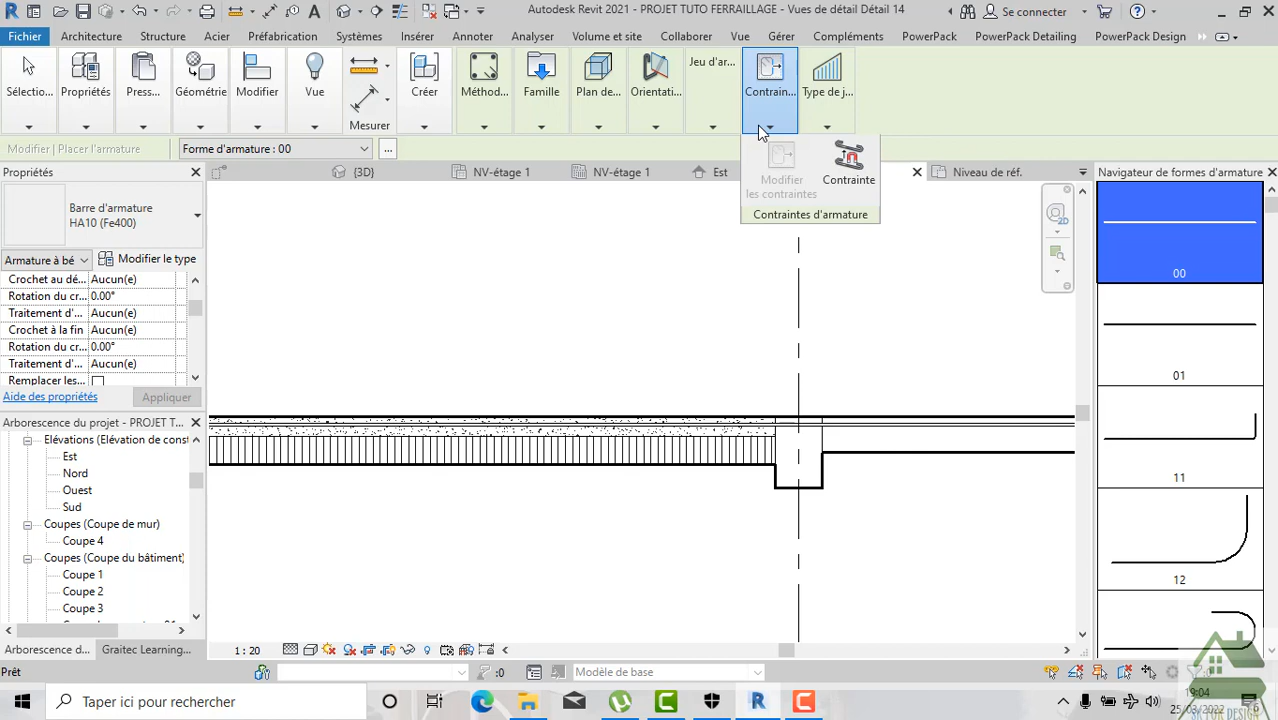 Autodesk Revit 2021 - PROJET TUTO FERRAILLAGE - Vues de détail Détail 14
Se connecter
Fichier
Architecture
Structure
Acier
Préfabrication
Systèmes
Insérer
Annoter
Analyser
Volume et site
Collaborer
Vue
Gérer
Compléments
PowerPack
PowerPack Detailing
PowerPack Design
Sélectio...
Propriétés
Press...
Géométrie
Modifier
Vue
Mesurer
Créer
Méthod...
Famille
Plan de...
Orientati...
Jeu d'ar...
Contrain...
Type de j...
Modifier | Placer l'armature
Forme d'armature : 00
...
Modifier
les contraintes
Contrainte
Contraintes d'armature
Propriétés
{3D}
NV-étage 1
NV-étage 1
Est
Niveau de réf.
Navigateur de formes d'armature
Barre d'armature
HA10 (Fe400)
Armature à bé
Modifier le type
Crochet au dé... Aucun(e)
Rotation du cr... 0.00°
Traitement d'... Aucun(e)
Crochet à la fin Aucun(e)
Rotation du cr... 0.00°
Traitement d'... Aucun(e)
Remplacer les...
Aide des propriétés
Appliquer
Arborescence du projet - PROJET T...
Elévations (Elévation de const
Est
Nord
Ouest
Sud
Coupes (Coupe de mur)
Coupe 4
Coupes (Coupe du bâtiment)
Coupe 1
Coupe 2
Coupe 3
Arborescence d...
Graitec Learning...
2D
00
01
11
12
1 : 20
Prêt
:0
Modèle de base
Taper ici pour rechercher
19:04
25/03/2022